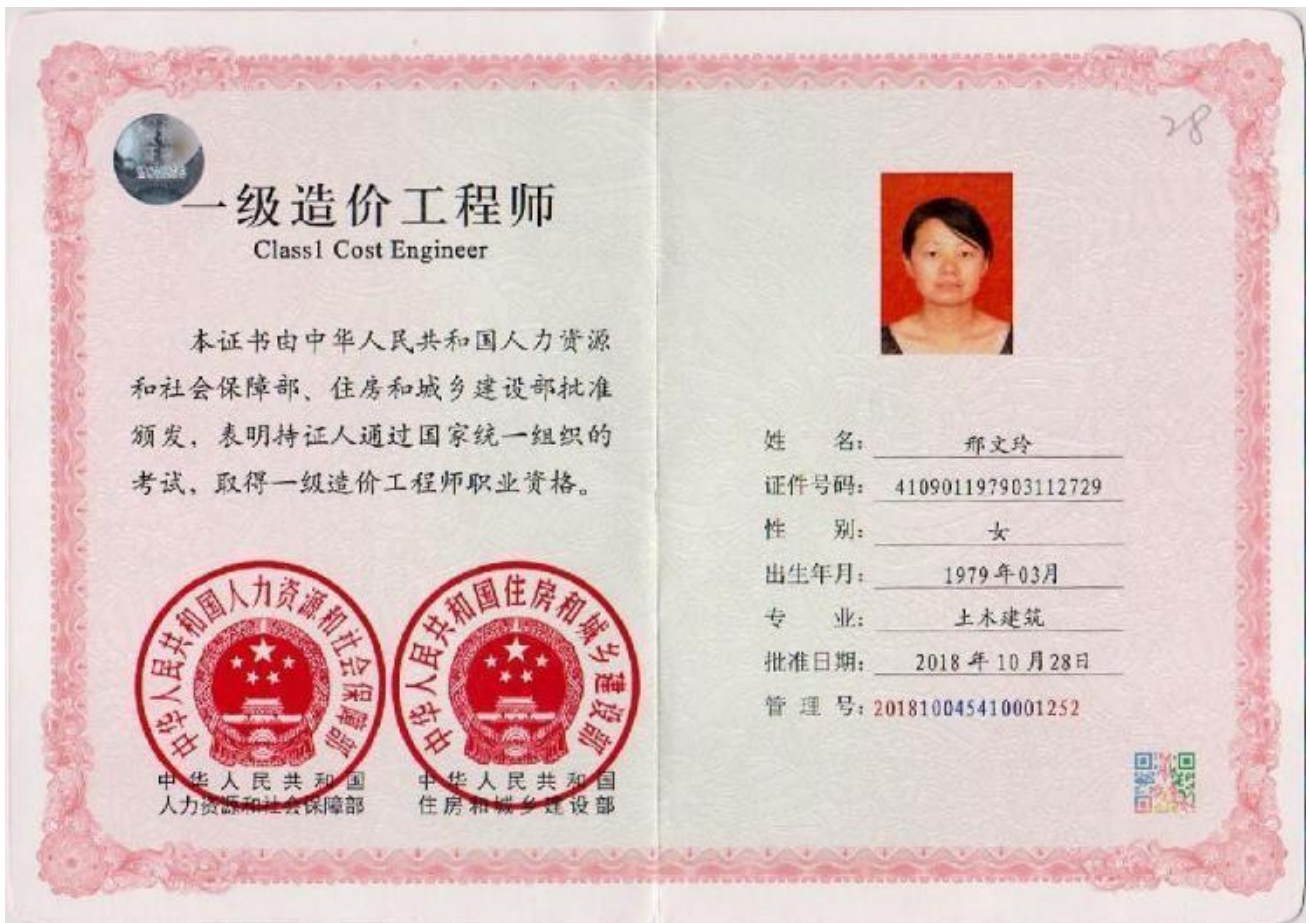 一级造价工程师
Class1 Cost Engineer
本证书由中华人民共和国人力资源
和社会保障部、住房和城乡建设部批准
颁发，表明持证人通过国家统一组织的
考试，取得一级造价工程师职业资格。
中华人民共和国人力资源和社会保障部
中华人民共和国住房和城乡建设部
中华人民共和国
人力资源和社会保障部
中华人民共和国
住房和城乡建设部
28
姓 名： 邢文玲
证件号码： 410901197903112729
性 别： 女
出生年月： 1979年03月
专 业： 土木建筑
批准日期： 2018年10月28日
管 理 号：201810045410001252